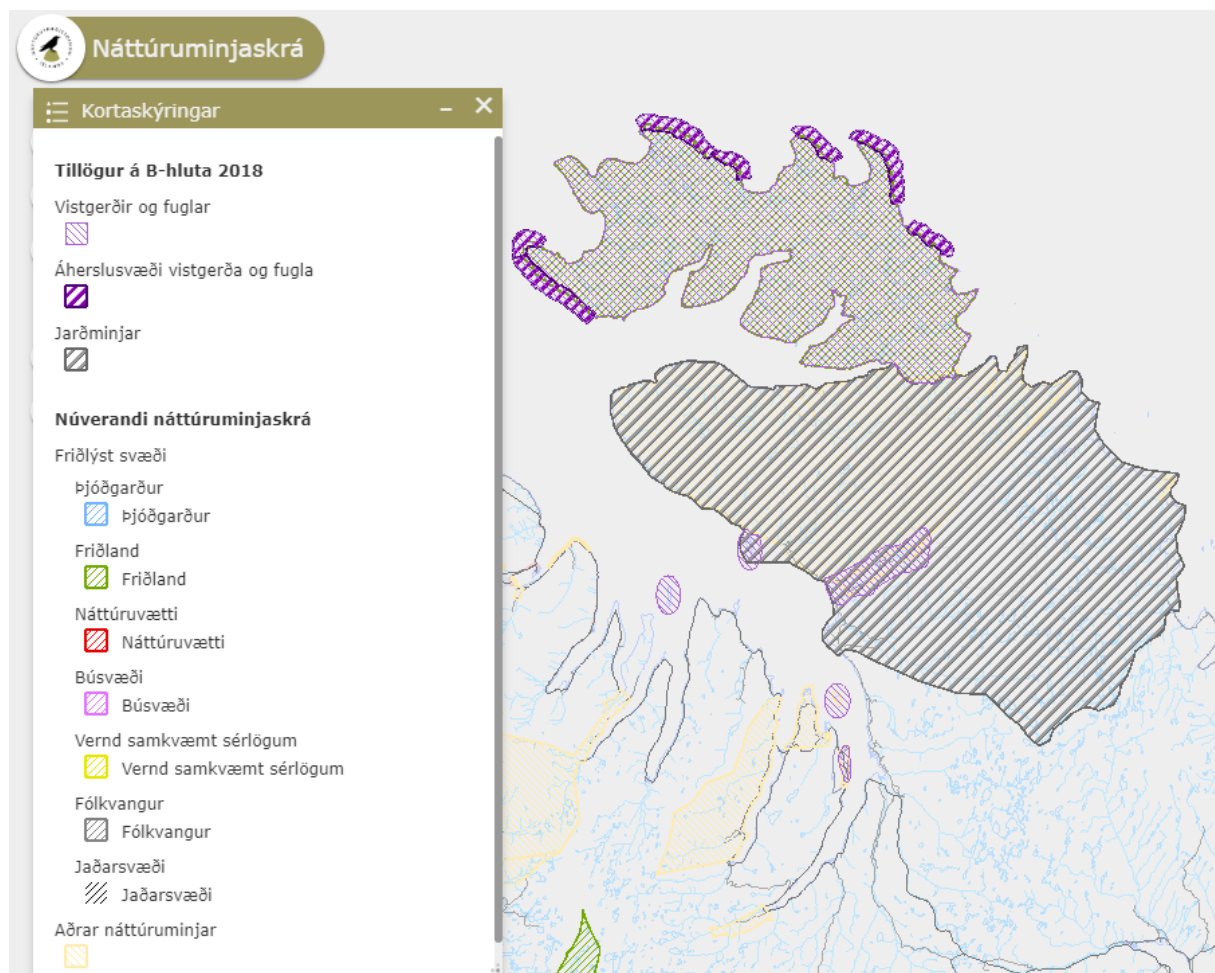 Náttúruminjaskrá
Kortaskýringar
Tillögur á B-hluta 2018
Vistgerðir og fuglar
Áherslusvæði vistgerða og fugla
Jarðminjar
Núverandi náttúruminjaskrá
Friðlýst svæði
Þjóðgarður
Þjóðgarður
Friðland
Friðland
Náttúruvætti
Náttúruvætti
Búsvæði
Búsvæði
Vernd samkvæmt sérlögum
Vernd samkvæmt sérlögum
Fólkvangur
Fólkvangur
Jaðarsvæði
Jaðarsvæði
Aðrar náttúruminjar